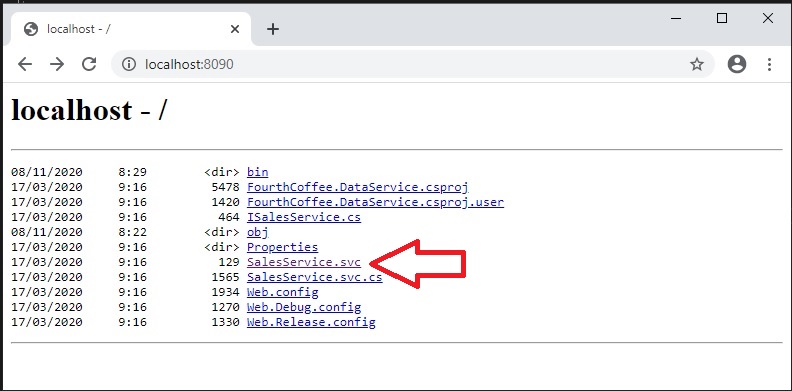 localhost - /
localhost:8090
localhost - /
08/11/2020 8:29 <dir> bin
17/03/2020 9:16 5478 FourthCoffee.DataService.csproj
17/03/2020 9:16 1420 FourthCoffee.DataService.csproj.user
17/03/2020 9:16 464 ISalesService.cs
08/11/2020 8:22 <dir> obj
17/03/2020 9:16 <dir> Properties
17/03/2020 9:16 129 SalesService.svc
17/03/2020 9:16 1565 SalesService.svc.cs
17/03/2020 9:16 1934 Web.config
17/03/2020 9:16 1270 Web.Debug.config
17/03/2020 9:16 1330 Web.Release.config